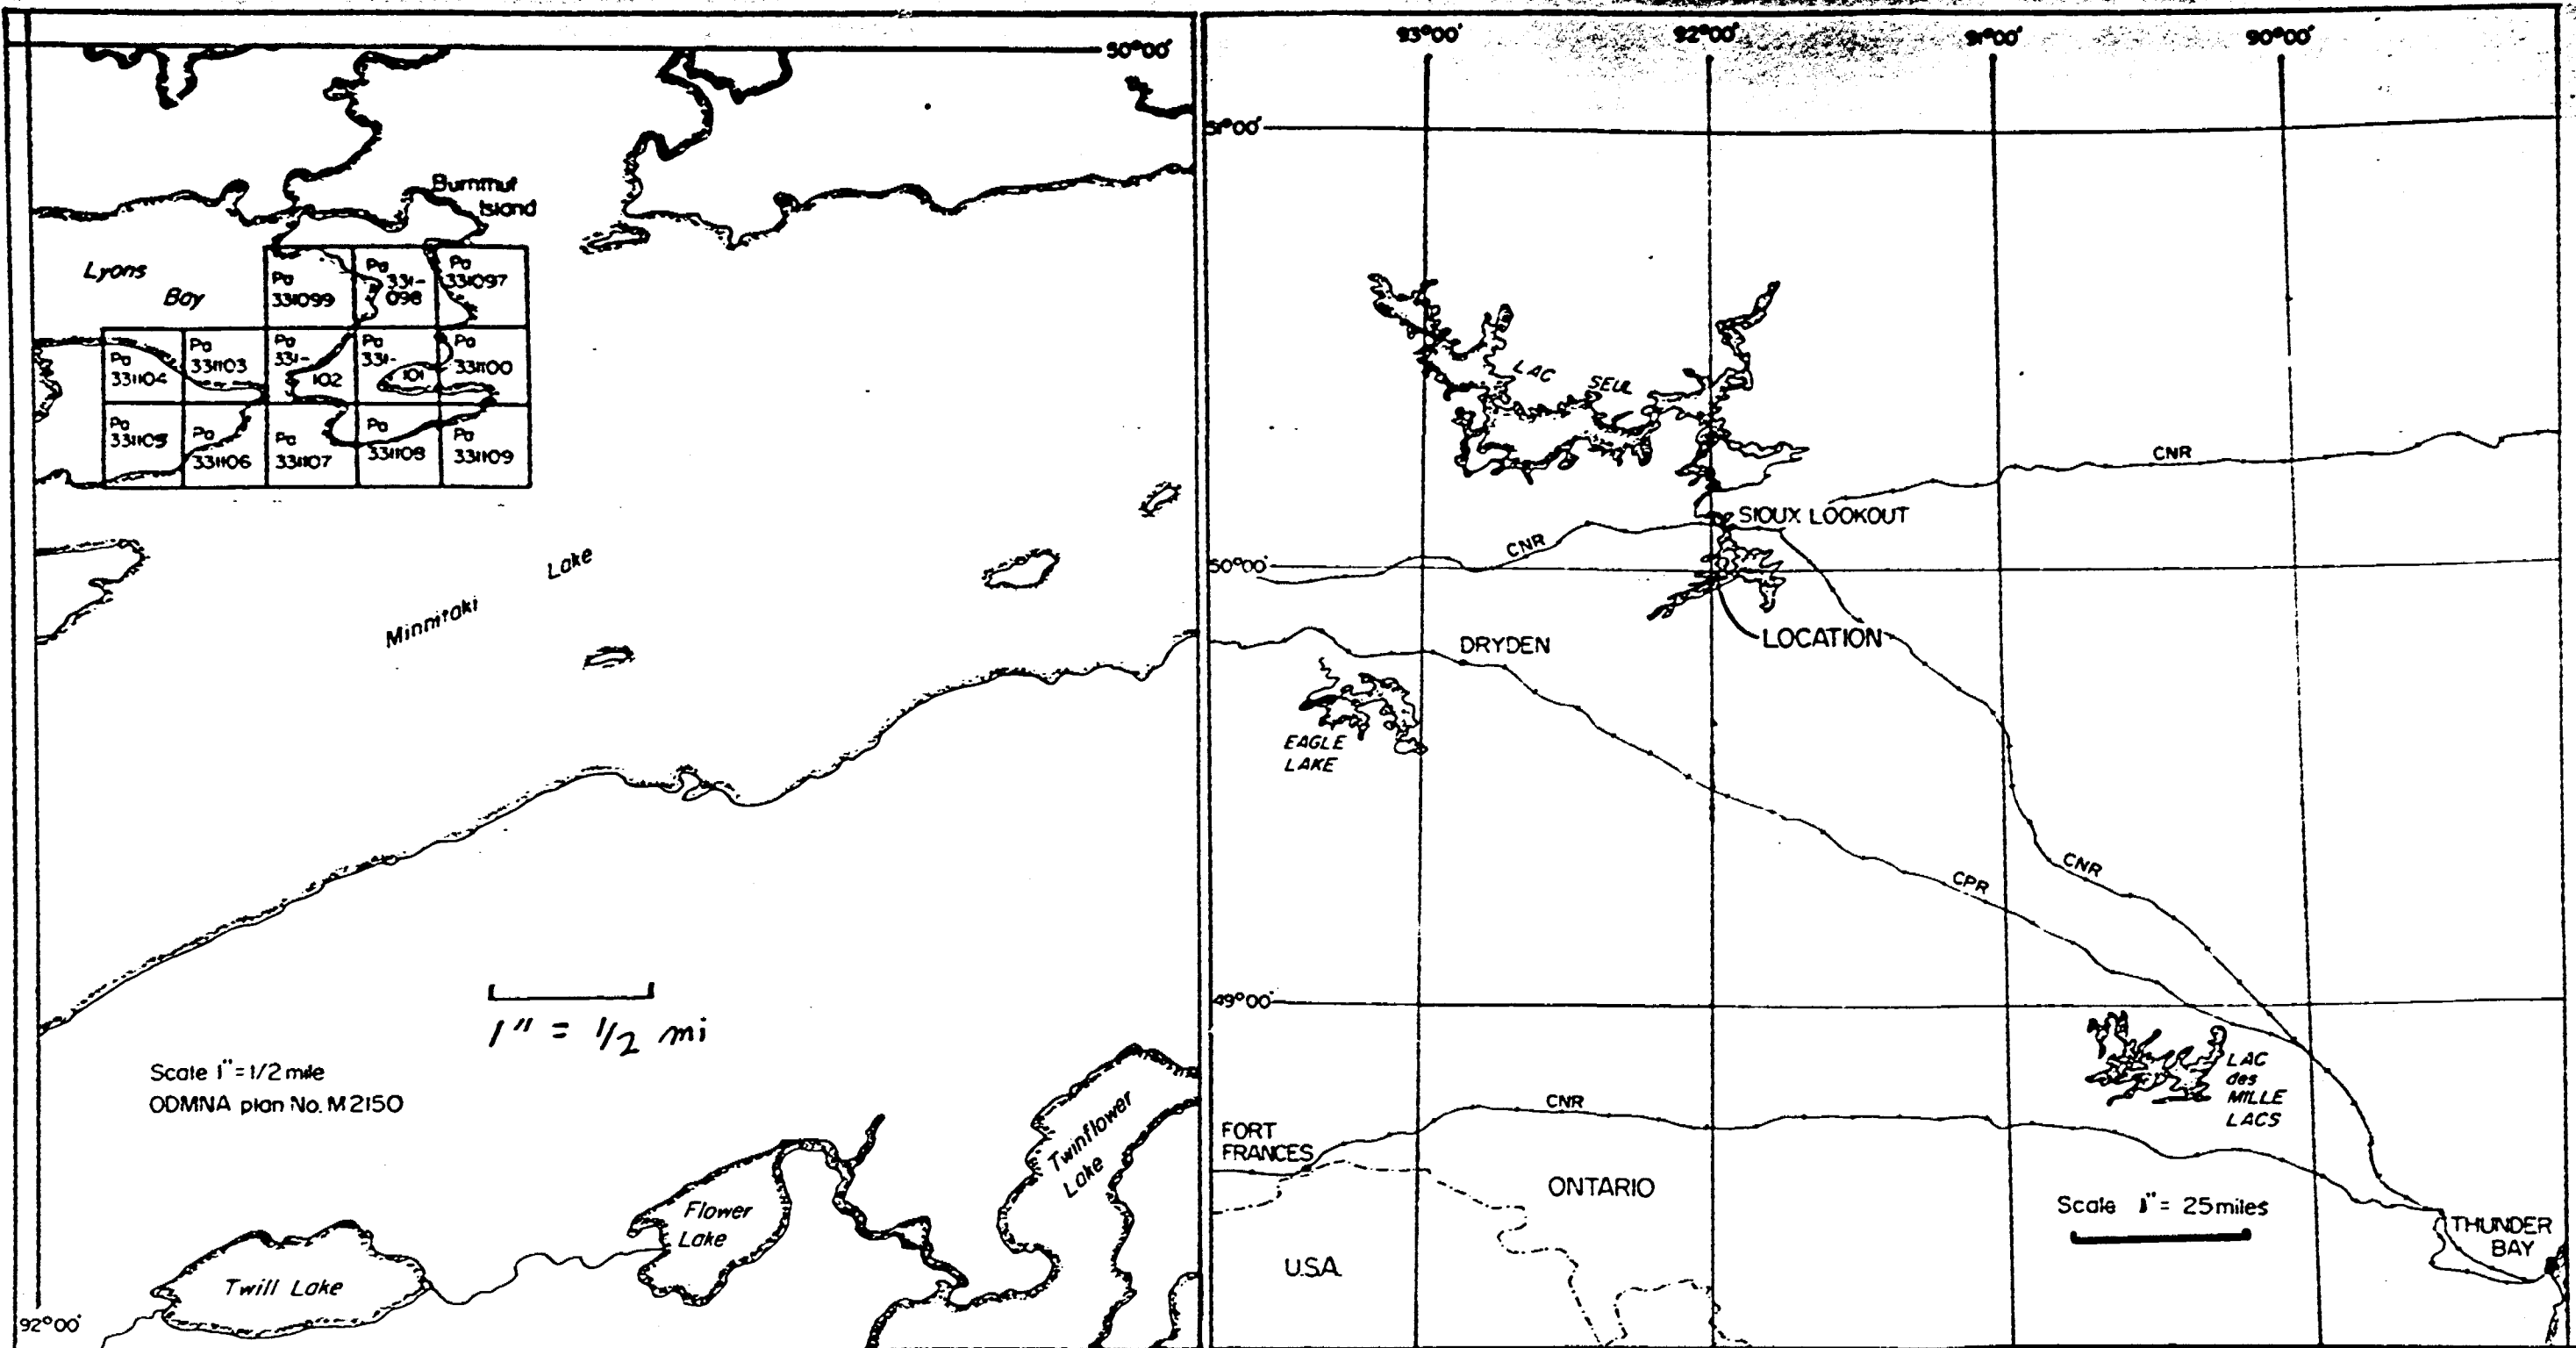 50°00'
Burnmut
Island
Lyons
Bay
Pa
331099
Pa
331-
098
Pa
331097
Pa
331104
Pa
331103
Pa
331-
102
Pa
331-
101
Pa
331100
Pa
331105
Pa
331106
Pa
331107
Pa
331108
Pa
331109
Minnitaki Lake
1" = 1/2 mi
Scale 1" = 1/2 mile
ODMNA plan No. M2150
Twill Lake
Flower
Lake
Twinflower
Lake
92°00'
93°00'
92°00'
91°00'
90°00'
51°00'
LAC SEUL
CNR
SIOUX LOOKOUT
CNR
50°00'
LOCATION
DRYDEN
EAGLE
LAKE
CNR
CPR
49°00'
LAC
des
MILLE
LACS
CNR
FORT
FRANCES
ONTARIO
U.S.A.
Scale 1" = 25 miles
THUNDER
BAY